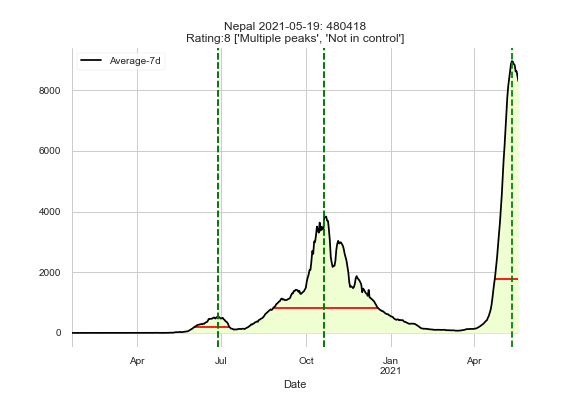 Nepal 2021-05-19: 480418
Rating:8 ['Multiple peaks', 'Not in control']
Average-7d
8000
6000
4000
2000
0
Apr Jul Oct Jan Apr
2021
Date